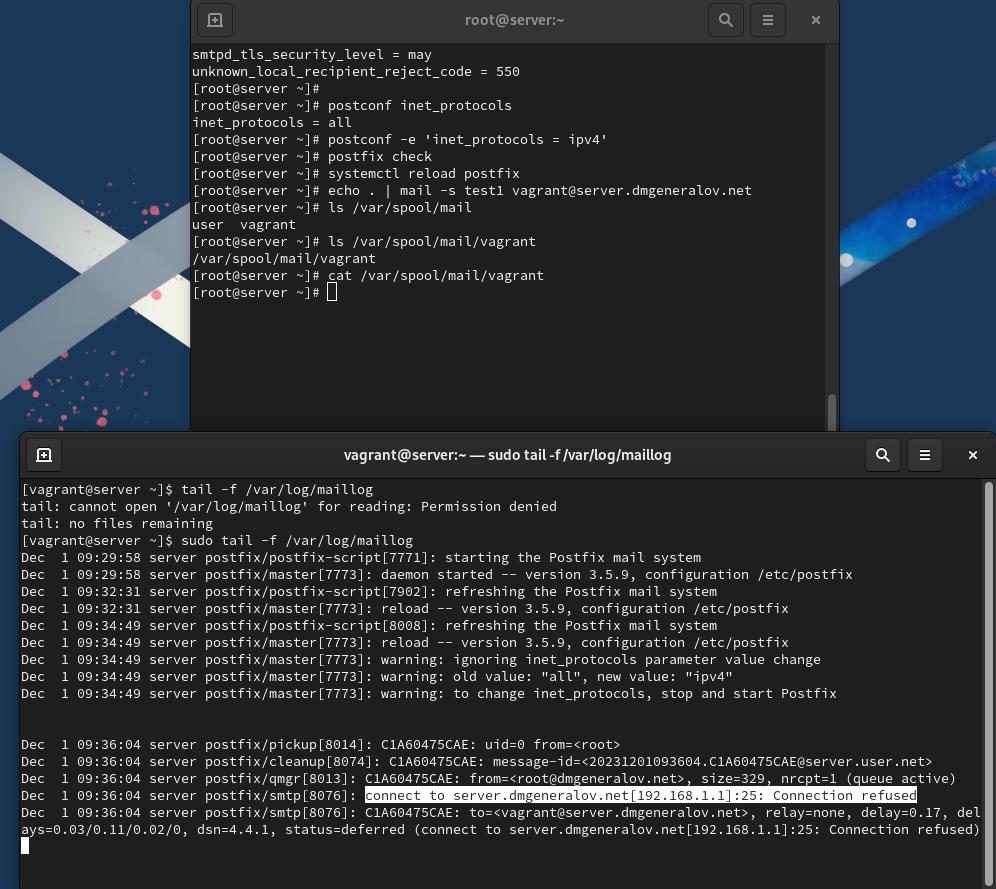 root@server:~
smtpd_tls_security_level = may
unknown_local_recipient_reject_code = 550
[root@server ~]#
[root@server ~]# postconf inet_protocols
inet_protocols = all
[root@server ~]# postconf -e 'inet_protocols = ipv4'
[root@server ~]# postfix check
[root@server ~]# systemctl reload postfix
[root@server ~]# echo . | mail -s test1 vagrant@server.dmgeneralov.net
[root@server ~]# ls /var/spool/mail
user  vagrant
[root@server ~]# ls /var/spool/mail/vagrant
/var/spool/mail/vagrant
[root@server ~]# cat /var/spool/mail/vagrant
[root@server ~]#
vagrant@server:~ — sudo tail -f /var/log/maillog
[vagrant@server ~]$ tail -f /var/log/maillog
tail: cannot open '/var/log/maillog' for reading: Permission denied
tail: no files remaining
[vagrant@server ~]$ sudo tail -f /var/log/maillog
Dec  1 09:29:58 server postfix/postfix-script[7771]: starting the Postfix mail system
Dec  1 09:29:58 server postfix/master[7773]: daemon started -- version 3.5.9, configuration /etc/postfix
Dec  1 09:32:31 server postfix/postfix-script[7902]: refreshing the Postfix mail system
Dec  1 09:32:31 server postfix/master[7773]: reload -- version 3.5.9, configuration /etc/postfix
Dec  1 09:34:49 server postfix/postfix-script[8008]: refreshing the Postfix mail system
Dec  1 09:34:49 server postfix/master[7773]: reload -- version 3.5.9, configuration /etc/postfix
Dec  1 09:34:49 server postfix/master[7773]: warning: ignoring inet_protocols parameter value change
Dec  1 09:34:49 server postfix/master[7773]: warning: old value: "all", new value: "ipv4"
Dec  1 09:34:49 server postfix/master[7773]: warning: to change inet_protocols, stop and start Postfix
Dec  1 09:36:04 server postfix/pickup[8014]: C1A60475CAE: uid=0 from=<root>
Dec  1 09:36:04 server postfix/cleanup[8074]: C1A60475CAE: message-id=<20231201093604.C1A60475CAE@server.user.net>
Dec  1 09:36:04 server postfix/qmgr[8013]: C1A60475CAE: from=<root@dmgeneralov.net>, size=329, nrcpt=1 (queue active)
Dec  1 09:36:04 server postfix/smtp[8076]: connect to server.dmgeneralov.net[192.168.1.1]:25: Connection refused
Dec  1 09:36:04 server postfix/smtp[8076]: C1A60475CAE: to=<vagrant@server.dmgeneralov.net>, relay=none, delay=0.17, del
ays=0.03/0.11/0.02/0, dsn=4.4.1, status=deferred (connect to server.dmgeneralov.net[192.168.1.1]:25: Connection refused)